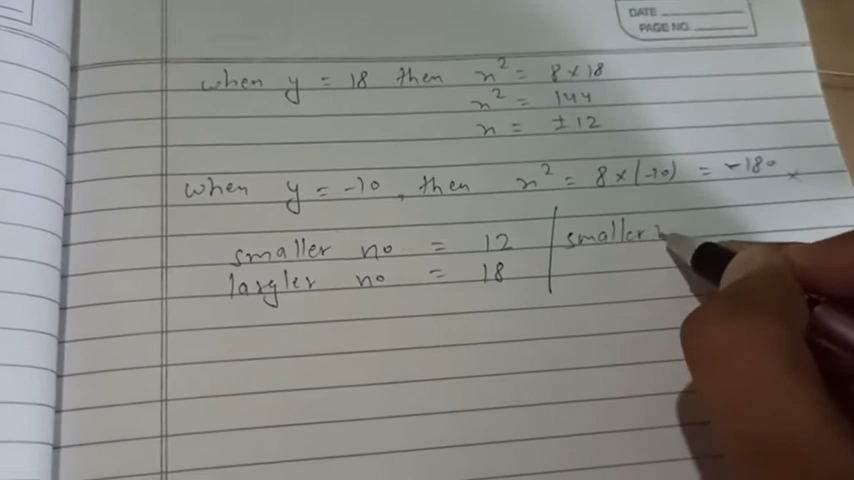 DATE
PAGE NO.
when y = 18 then x² = 8 × 18
x² = 144
x = ±12
when y = -10, then x² = 8 × (-10) = -180 ×
smaller no = 12
largler no = 18
smaller